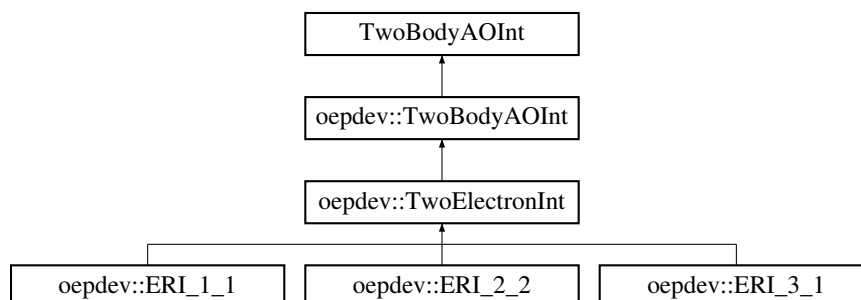 TwoBodyAOInt
oepdev::TwoBodyAOInt
oepdev::TwoElectronInt
oepdev::ERI_1_1 oepdev::ERI_2_2 oepdev::ERI_3_1